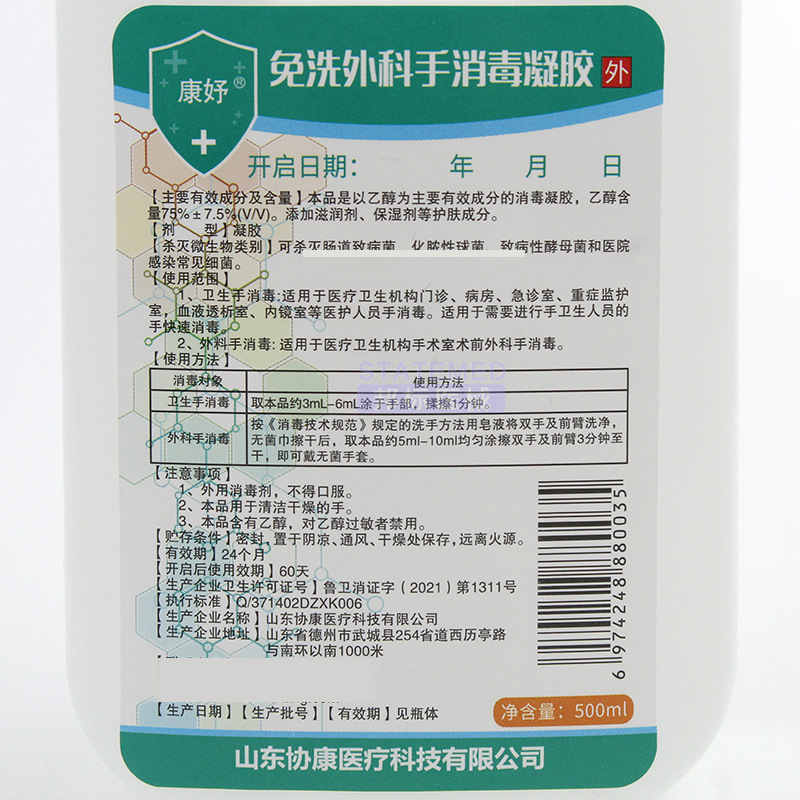 康妤®
免洗外科手消毒凝胶 外
开启日期: 年 月 日
【主要有效成分及含量】本品是以乙醇为主要有效成分的消毒凝胶，乙醇含
量75%±7.5%(V/V)。添加滋润剂、保湿剂等护肤成分。
【剂 型】凝胶
【杀灭微生物类别】可杀灭肠道致病菌、化脓性球菌、致病性酵母菌和医院
感染常见细菌。
【使用范围】
1、卫生手消毒:适用于医疗卫生机构门诊、病房、急诊室、重症监护
室，血液透析室、内镜室等医护人员手消毒。适用于需要进行手卫生人员的
手快速消毒。
2、外科手消毒: 适用于医疗卫生机构手术室术前外科手消毒。
【使用方法】
STATEMED
消毒对象 使用方法
卫生手消毒 取本品约3mL-6mL涂于手部，揉擦1分钟。
外科手消毒 按《消毒技术规范》规定的洗手方法用皂液将双手及前臂洗净，
无菌巾擦干后，取本品约5ml-10ml均匀涂擦双手及前臂3分钟至
干，即可戴无菌手套。
【注意事项】
1、外用消毒剂，不得口服。
2、本品用于清洁干燥的手。
3、本品含有乙醇，对乙醇过敏者禁用。
【贮存条件】密封，置于阴凉、通风、干燥处保存，远离火源。
【有效期】24个月
【开启后使用效期】60天
【生产企业卫生许可证号】鲁卫消证字（2021）第1311号
【执行标准】Q/371402DZXK006
【生产企业名称】山东协康医疗科技有限公司
【生产企业地址】山东省德州市武城县254省道西历亭路
与南环以南1000米
6 974248 880035
【生产日期】【生产批号】【有效期】见瓶体
净含量：500ml
山东协康医疗科技有限公司